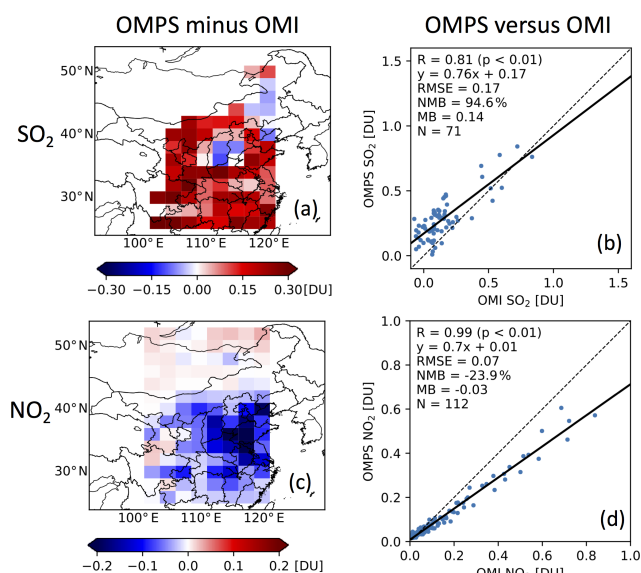 OMPS minus OMI
OMPS versus OMI
SO₂
50°N
40°N
30°N
100°E
110°E
120°E
(a)
−0.30
−0.15
0.00
0.15
0.30
[DU]
1.5
1.0
0.5
0.0
OMPS SO₂ [DU]
R = 0.81 (p < 0.01)
y = 0.76x + 0.17
RMSE = 0.17
NMB = 94.6%
MB = 0.14
N = 71
(b)
0.0
0.5
1.0
1.5
OMI SO₂ [DU]
NO₂
50°N
40°N
30°N
100°E
110°E
120°E
(c)
−0.2
−0.1
0.0
0.1
0.2
[DU]
1.0
0.8
0.6
0.4
0.2
0.0
OMPS NO₂ [DU]
R = 0.99 (p < 0.01)
y = 0.7x + 0.01
RMSE = 0.07
NMB = -23.9%
MB = -0.03
N = 112
(d)
0.0
0.2
0.4
0.6
0.8
1.0
OMI NO₂ [DU]